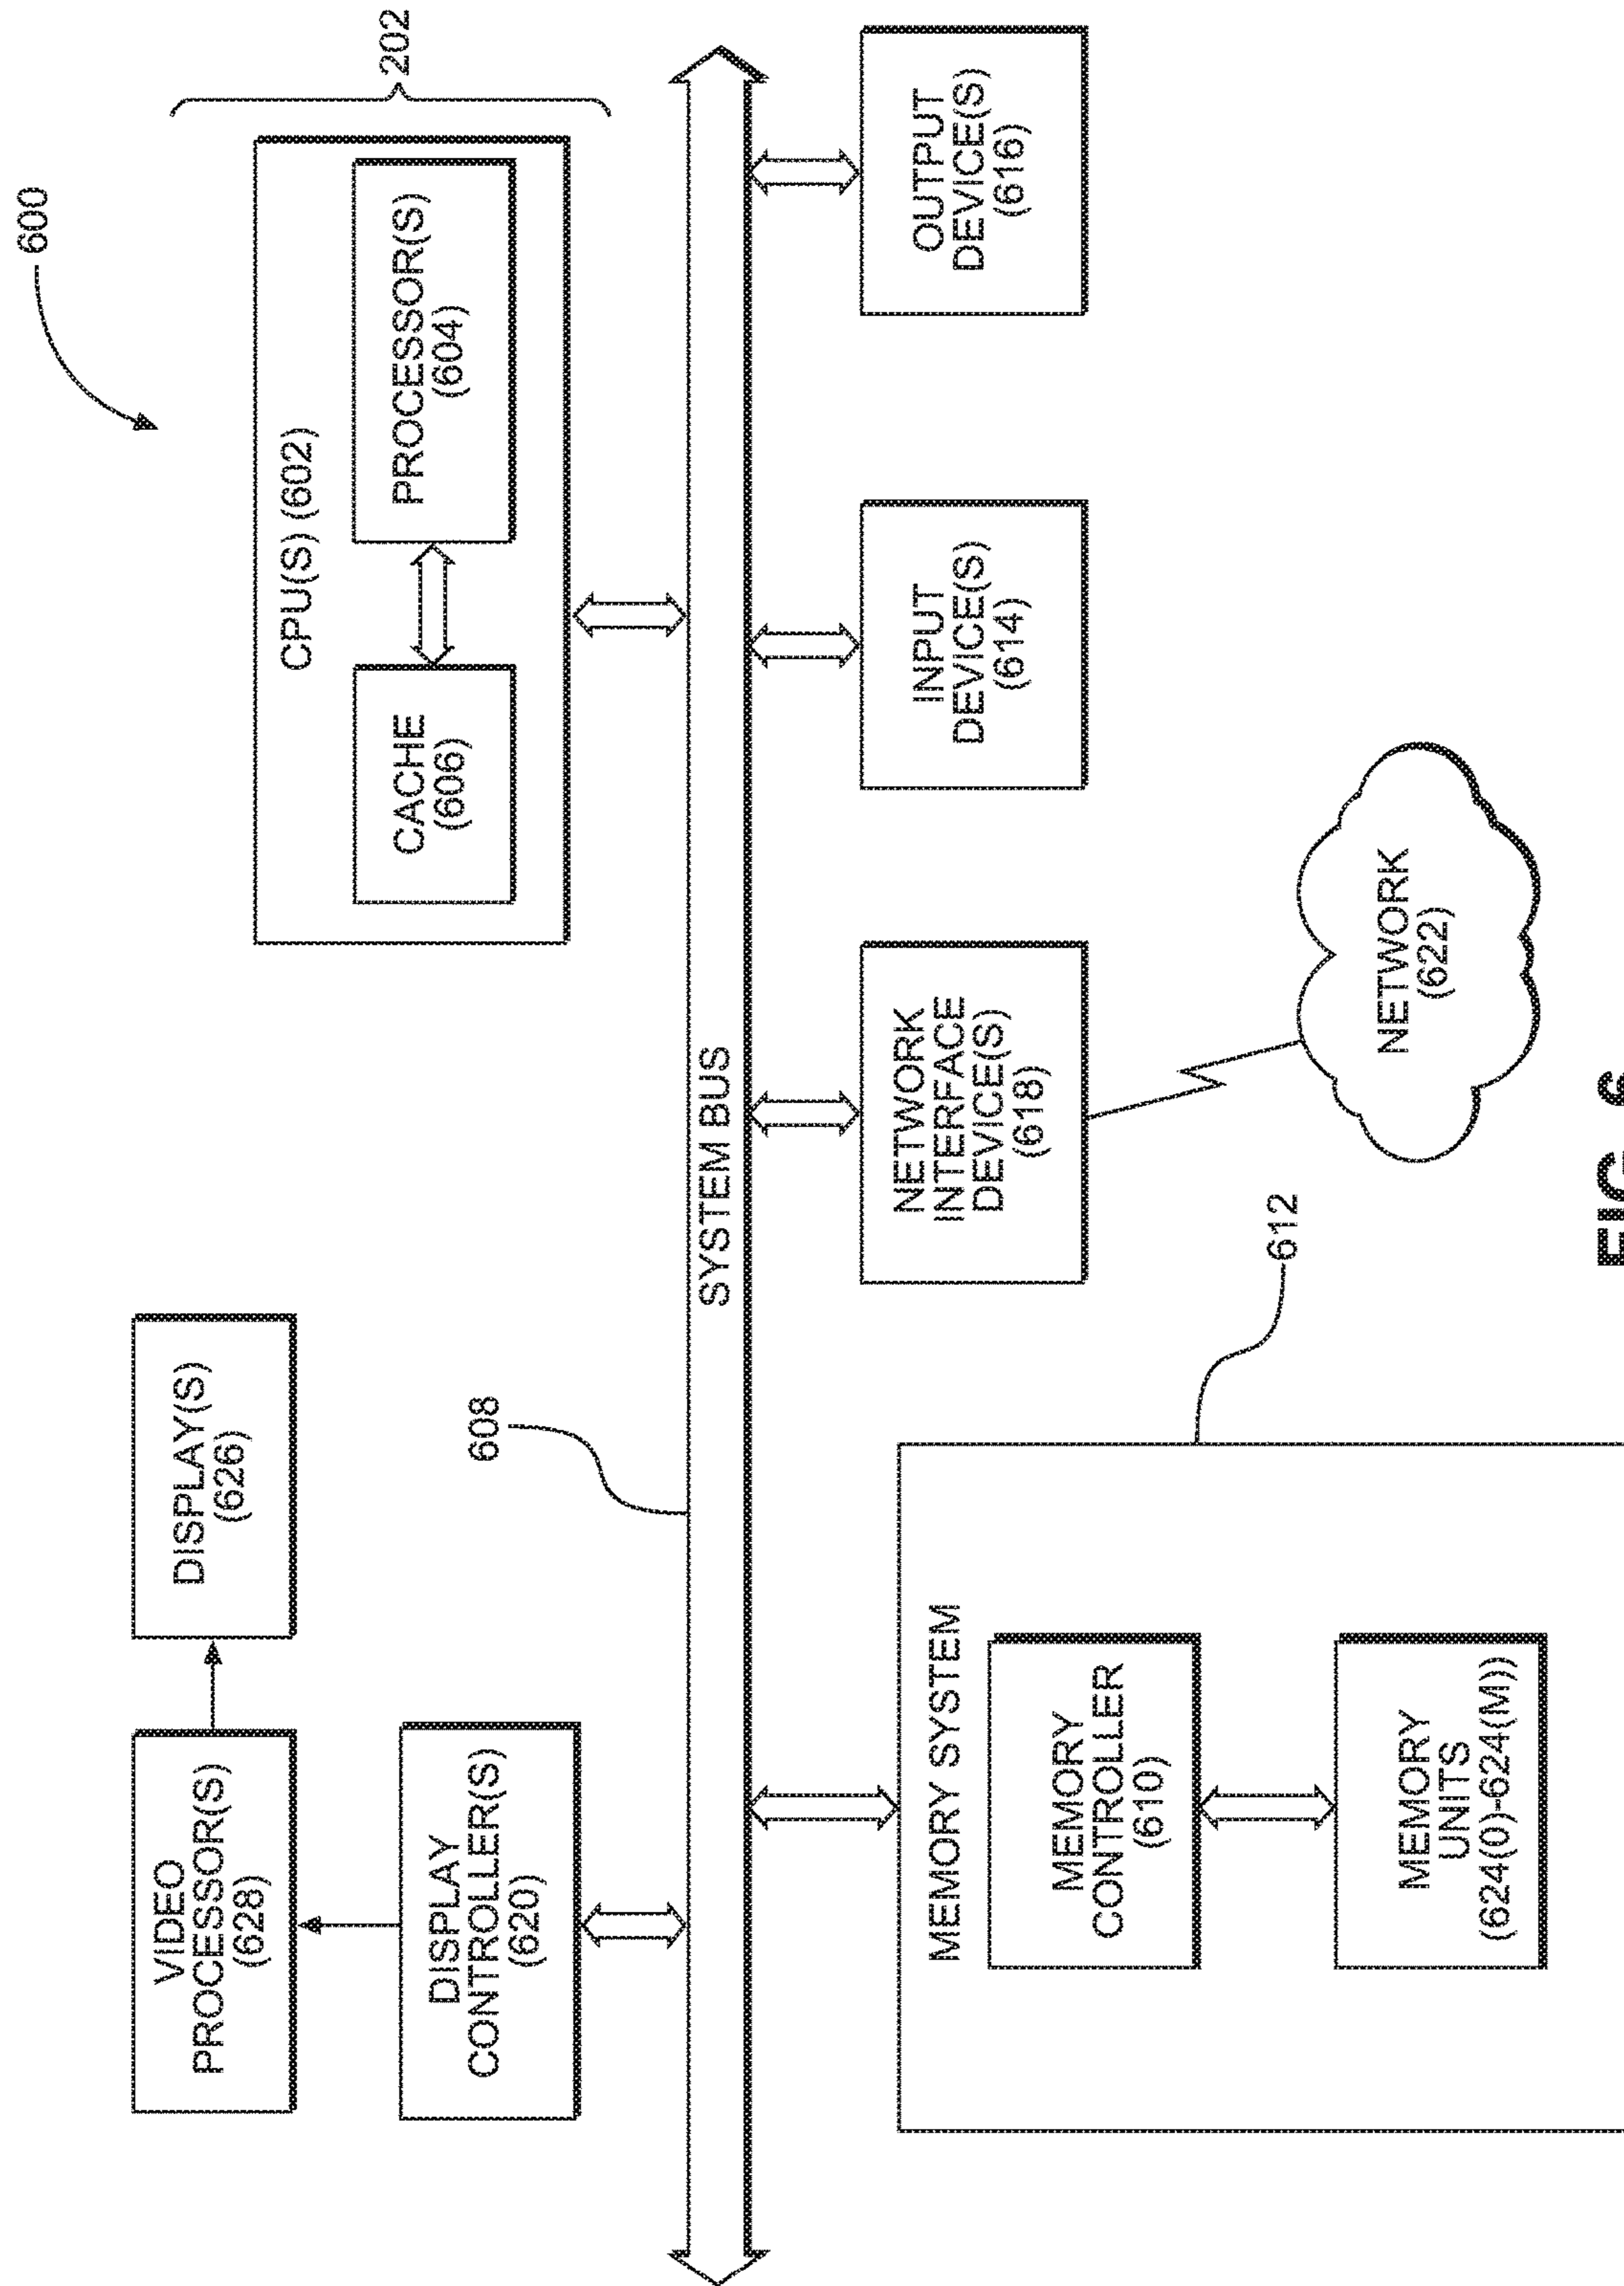 600
202
CPU(S) (602)
CACHE
(606)
PROCESSOR(S)
(604)
VIDEO
PROCESSOR(S)
(628)
DISPLAY(S)
(626)
DISPLAY
CONTROLLER(S)
(620)
608
SYSTEM BUS
MEMORY SYSTEM
MEMORY
CONTROLLER
(610)
MEMORY
UNITS
(624(0)-624(M))
612
NETWORK
INTERFACE
DEVICE(S)
(618)
INPUT
DEVICE(S)
(614)
OUTPUT
DEVICE(S)
(616)
NETWORK
(622)
FIG. 6